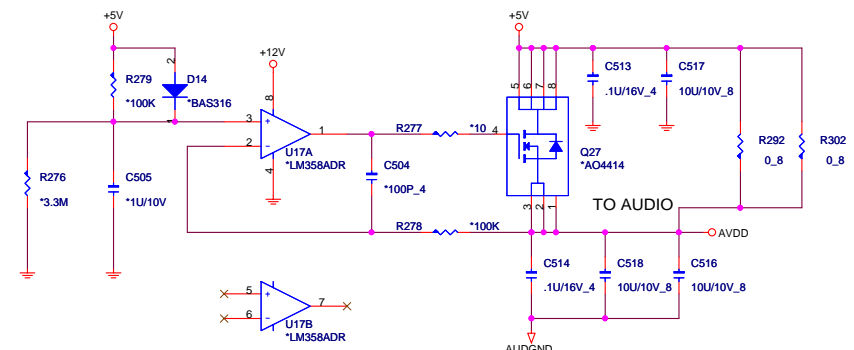 +5V
+5V
+12V
2
R279
*100K
D14
*BAS316
1
8
3
+
1
2
-
4
U17A
*LM358ADR
R277
*10
4
5
6
7
8
C513
.1U/16V_4
C517
10U/10V_8
R292
0_8
R302
0_8
Q27
*AO4414
3
2
1
C504
*100P_4
R276
*3.3M
C505
*1U/10V
R278
*100K
TO AUDIO
AVDD
C514
.1U/16V_4
C518
10U/10V_8
C516
10U/10V_8
5
+
6
-
7
U17B
*LM358ADR
AUDGND